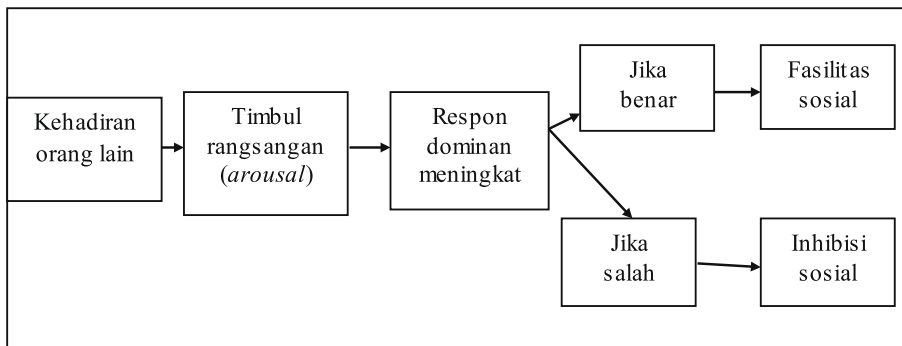 Kehadiran
orang lain
Timbul
rangsangan
(arousal)
Respon
dominan
meningkat
Jika
benar
Fasilitas
sosial
Jika
salah
Inhibisi
sosial